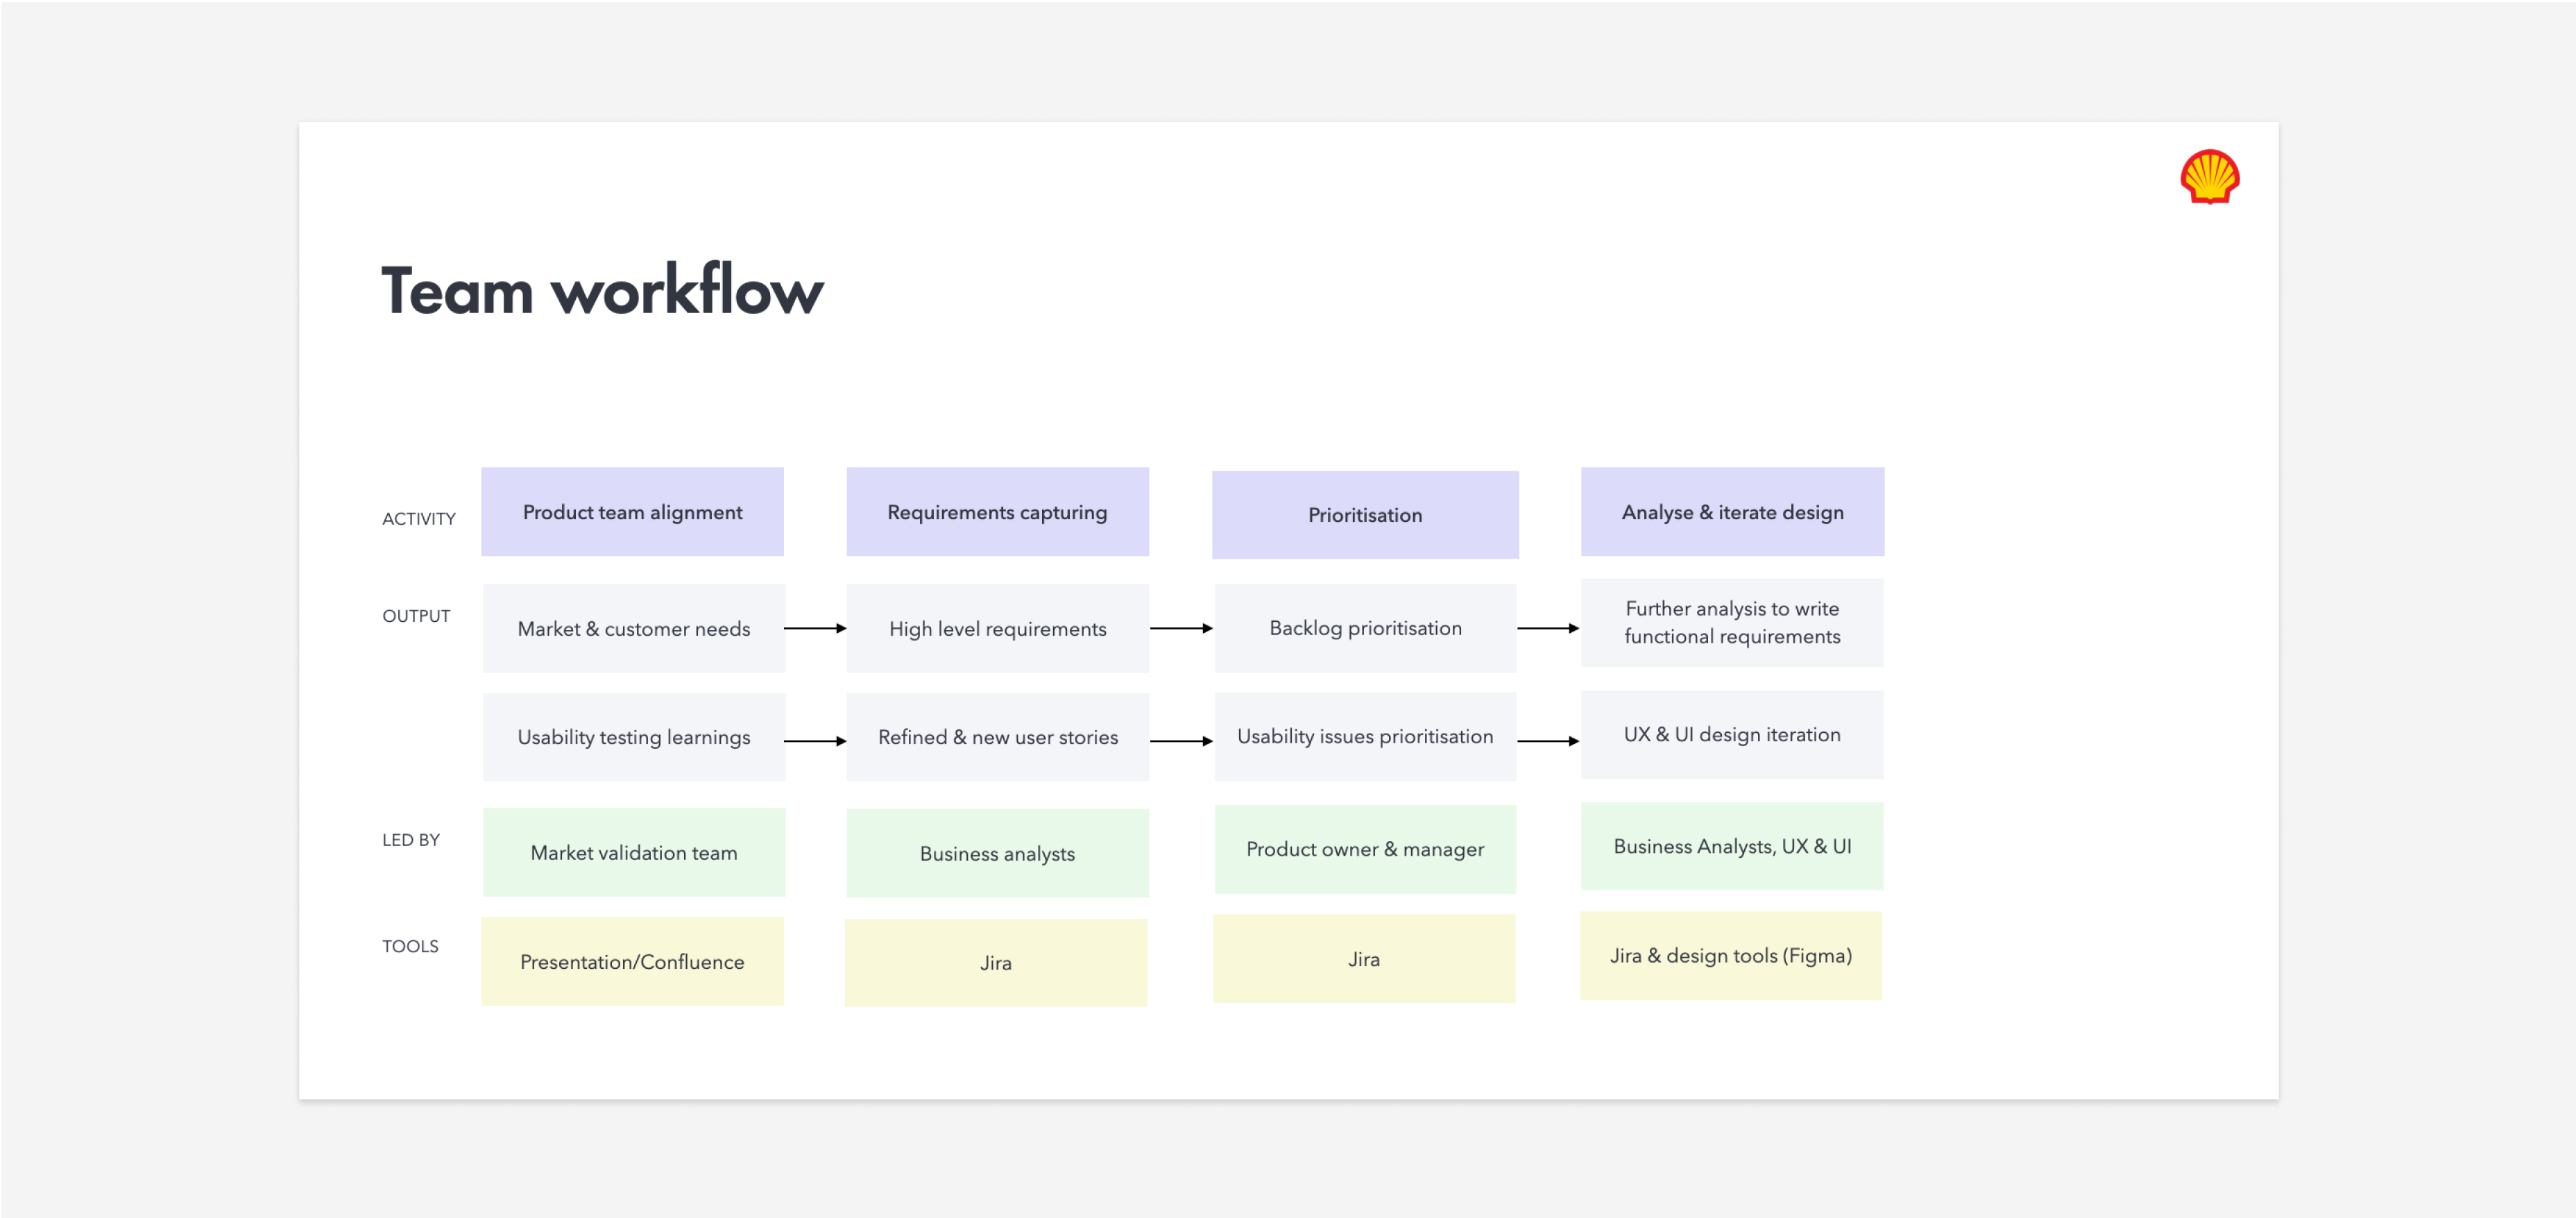 Team workflow
ACTIVITY
Product team alignment
Requirements capturing
Prioritisation
Analyse & iterate design
OUTPUT
Market & customer needs
High level requirements
Backlog prioritisation
Further analysis to write
functional requirements
Usability testing learnings
Refined & new user stories
Usability issues prioritisation
UX & UI design iteration
LED BY
Market validation team
Business analysts
Product owner & manager
Business Analysts, UX & UI
TOOLS
Presentation/Confluence
Jira
Jira
Jira & design tools (Figma)